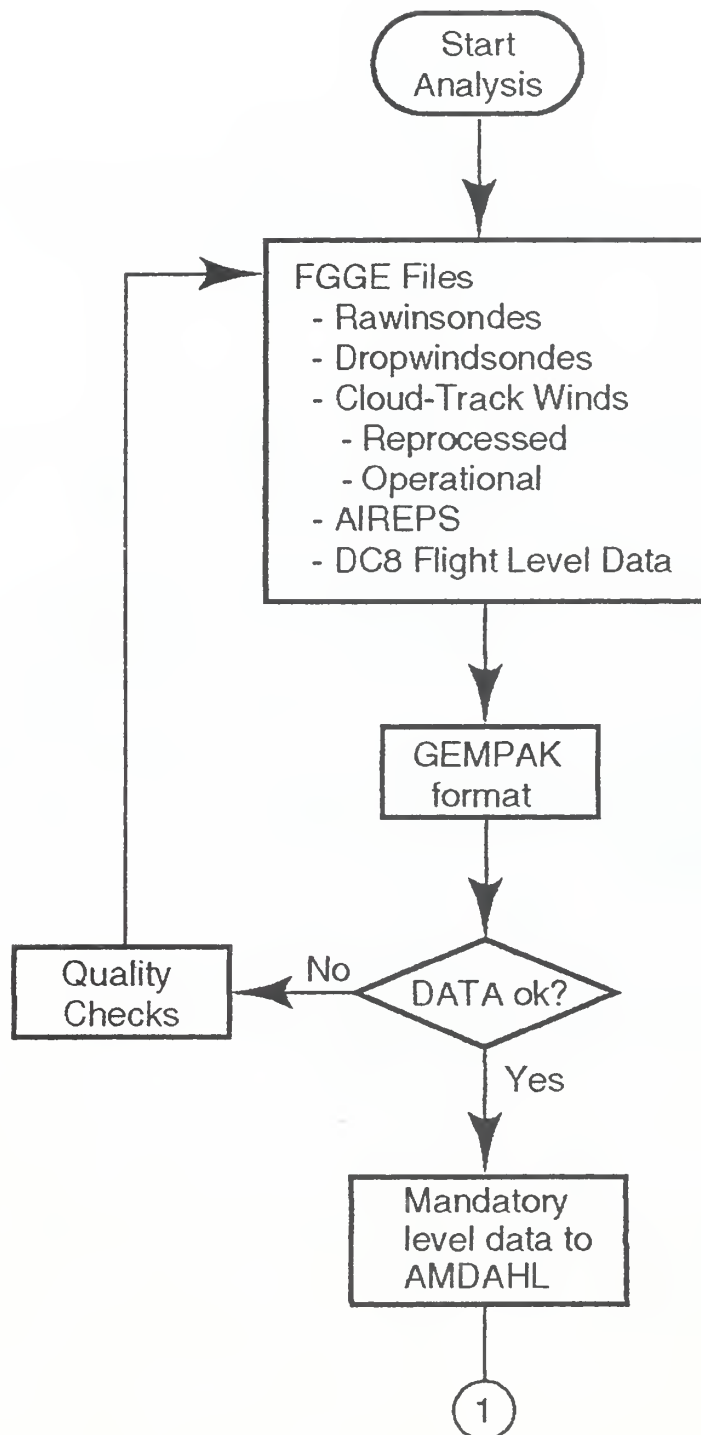 Start
Analysis
FGGE Files
- Rawinsondes
- Dropwindsondes
- Cloud-Track Winds
- Reprocessed
- Operational
- AIREPS
- DC8 Flight Level Data
GEMPAK
format
DATA ok?
No
Quality
Checks
Yes
Mandatory
level data to
AMDAHL
1